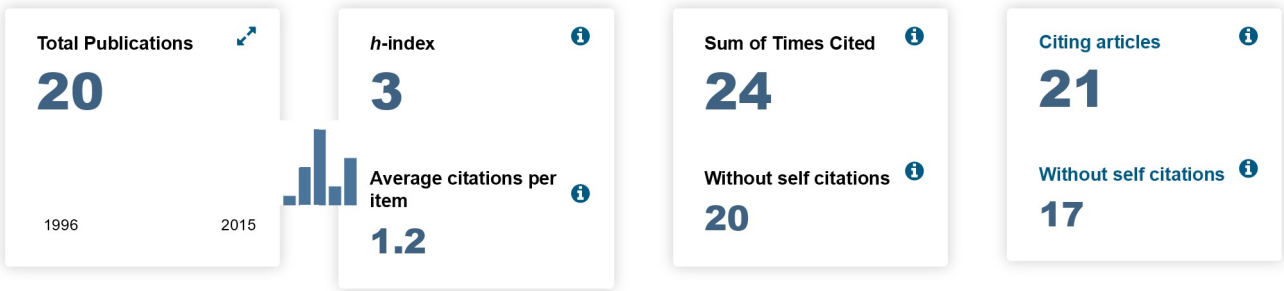 Total Publications
20
1996 2015
h-index
3
Average citations per
item
1.2
Sum of Times Cited
24
Without self citations
20
Citing articles
21
Without self citations
17